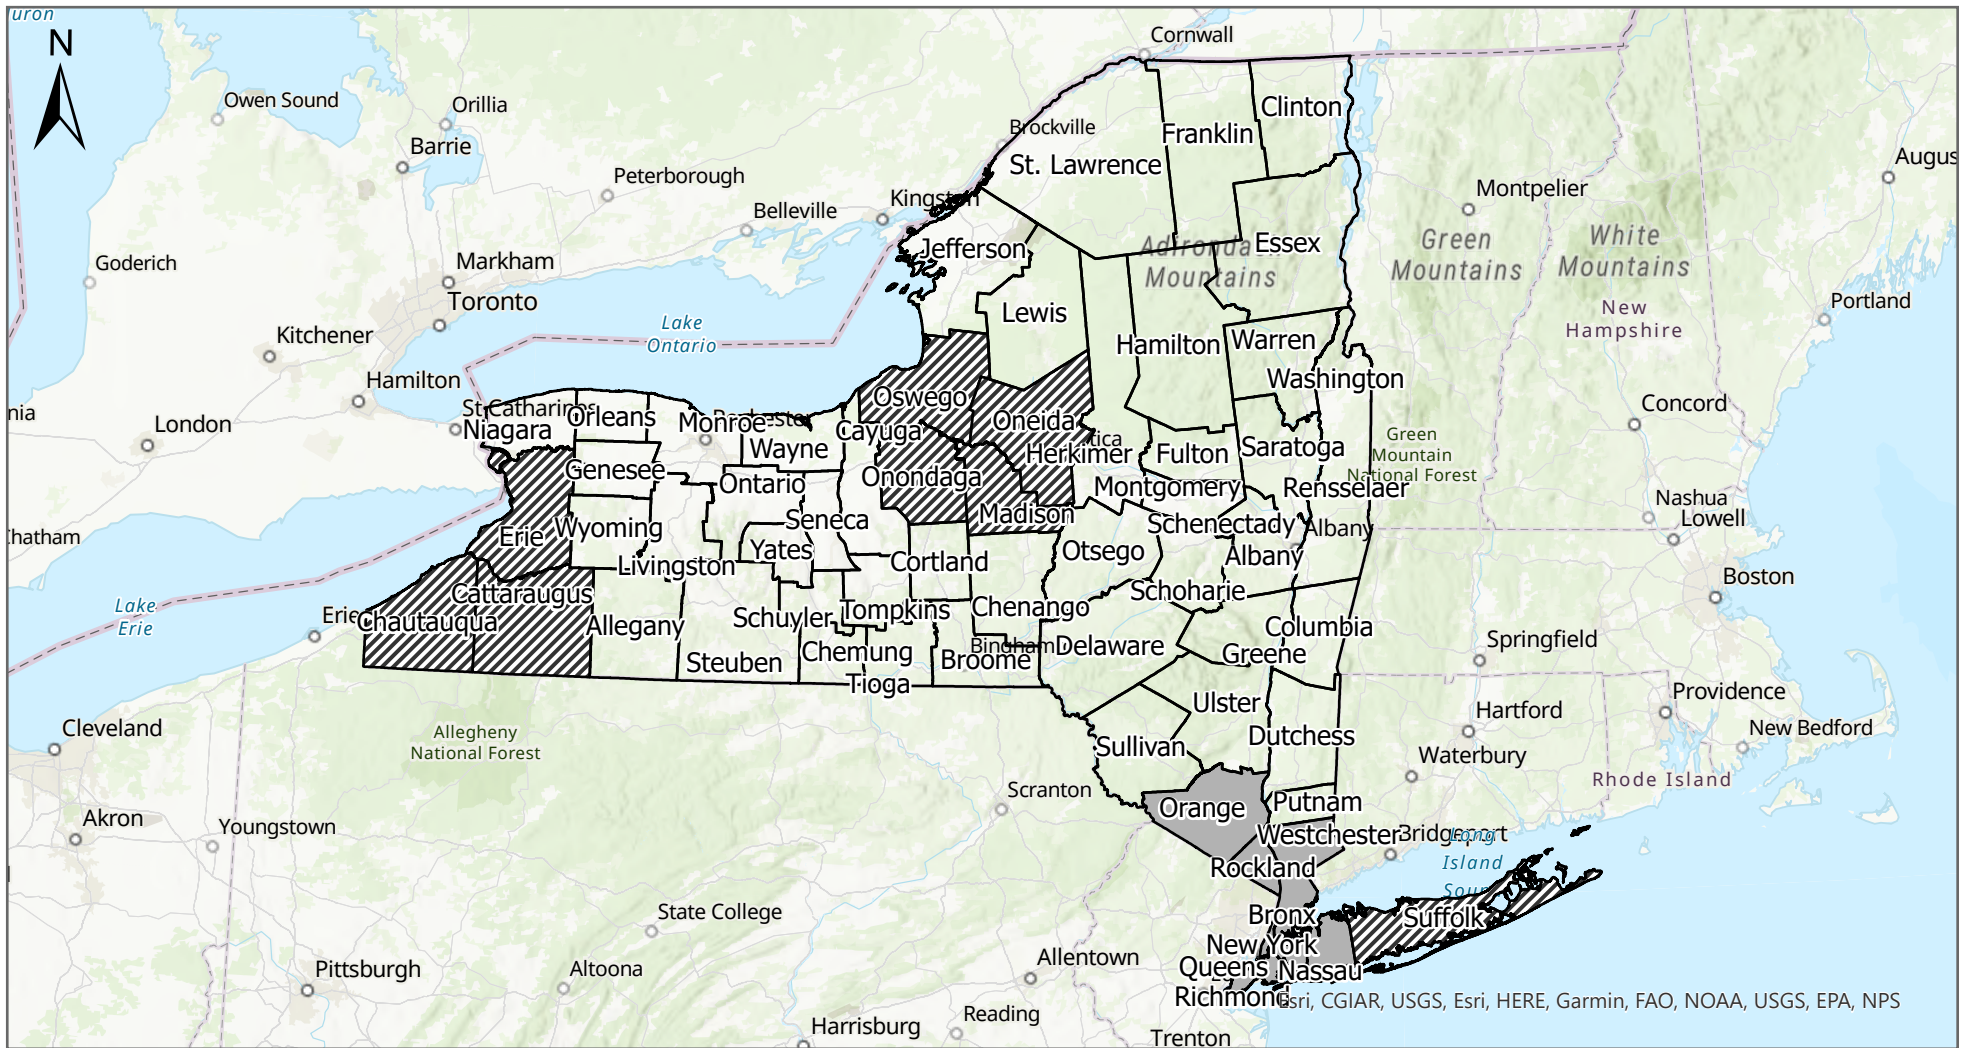 uron
N
Cornwall
Owen Sound
Orillia
Clinton
Brockville
Franklin
Barrie
Augus
St. Lawrence
Peterborough
Montpelier
Kingston
Belleville
Jefferson
Essex
Adironda
Mountains
Green
Mountains
White
Mountains
Goderich
Markham
Toronto
Portland
New
Hampshire
Lewis
Lake
Ontario
Kitchener
Hamilton
Warren
Hamilton
Washington
Oswego
Concord
nia
St Catharines
Orleans
Monroe
London
Niagara
Cayuga
Oneida
tica
Wayne
Herkimer
Fulton
Saratoga
Green
Mountain
National Forest
Genesee
Ontario
Onondaga
Montgomery
Rensselaer
Nashua
Lowell
Seneca
Madison
Schenectady
Albany
Chatham
Erie
Wyoming
Yates
Otsego
Albany
Livingston
Cortland
Boston
Cattaraugus
Schoharie
Lake
Erie
Erie
Chautauqua
Allegany
Schuyler
Tompkins
Chenango
Columbia
Springfield
Steuben
Chemung
Bingham
Broome
Delaware
Greene
Tioga
Providence
Ulster
Hartford
Cleveland
Allegheny
National Forest
New Bedford
Sullivan
Dutchess
Waterbury
Rhode Island
Scranton
Orange
Putnam
Akron
Youngstown
Westchester
Bridgeport
Long
Island
Soun
Rockland
State College
Bronx
Suffolk
New York
Allentown
Queens
Nassau
Pittsburgh
Altoona
Richmond
Esri, CGIAR, USGS, Esri, HERE, Garmin, FAO, NOAA, USGS, EPA, NPS
Reading
Harrisburg
Trenton